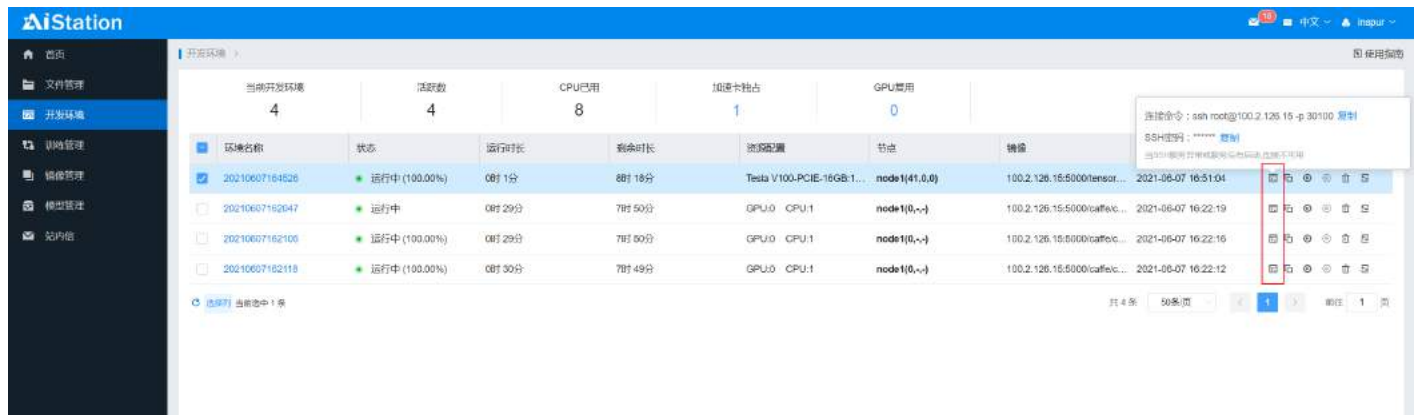 AiStation
18
中文
inspur
首页
文件管理
开发环境
训练管理
镜像管理
模型管理
站内信
开发环境 >
使用指南
当前开发环境 活跃数 CPU已用 加速卡独占 GPU复用
4 4 8 1 0
连接命令：ssh root@100.2.126.15 -p 30100 复制
SSH密码：****** 复制
环境名称 状态 运行时长 剩余时长 资源配置 节点 镜像
20210607164626 运行中 (100.00%) 0时 1分 8时 18分 Tesla V100-PCIE-16GB:1... node1(41,0,0) 100.2.126.15:5000/tensor... 2021-06-07 16:51:04
20210607162047 运行中 0时 29分 7时 50分 GPU:0 CPU:1 node1(0,-,-) 100.2.126.15:5000/caffe/c... 2021-06-07 16:22:19
20210607162106 运行中 (100.00%) 0时 29分 7时 50分 GPU:0 CPU:1 node1(0,-,-) 100.2.126.15:5000/caffe/c... 2021-06-07 16:22:16
20210607162118 运行中 (100.00%) 0时 30分 7时 49分 GPU:0 CPU:1 node1(0,-,-) 100.2.126.15:5000/caffe/c... 2021-06-07 16:22:12
选择列 当前选中 1 条
共 4 条 50条/页 1 前往 1 页